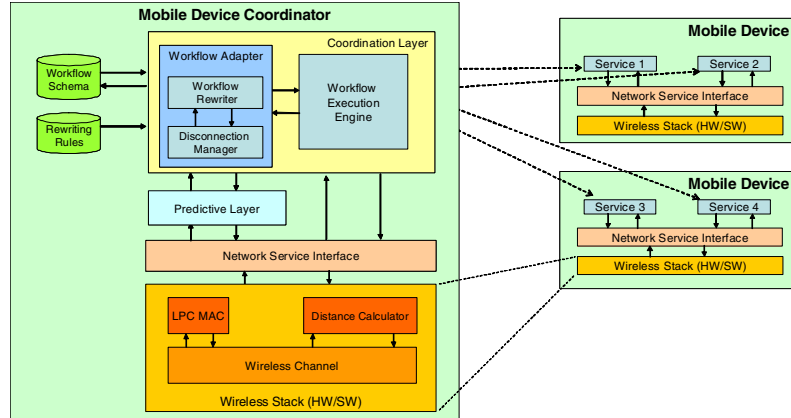 Mobile Device Coordinator
Coordination Layer
Workflow Adapter
Workflow
Schema
Workflow
Rewriter
Workflow
Execution
Engine
Rewriting
Rules
Disconnection
Manager
Predictive Layer
Network Service Interface
LPC MAC
Distance Calculator
Wireless Channel
Wireless Stack (HW/SW)
Mobile Device
Service 1
Service 2
Network Service Interface
Wireless Stack (HW/SW)
Mobile Device
Service 3
Service 4
Network Service Interface
Wireless Stack (HW/SW)